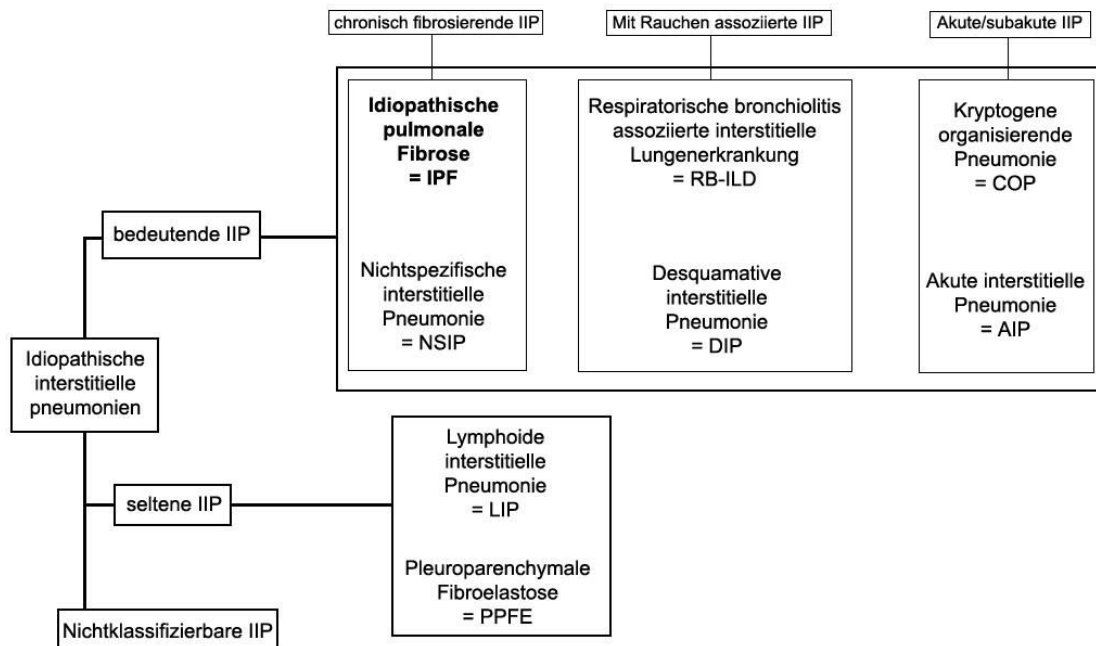 chronisch fibrosierende IIP
Mit Rauchen assoziierte IIP
Akute/subakute IIP
Idiopathische
pulmonale
Fibrose
= IPF
Nichtspezifische
interstitielle
Pneumonie
= NSIP
Respiratorische bronchiolitis
assoziierte interstitielle
Lungenerkrankung
= RB-ILD
Desquamative
interstitielle
Pneumonie
= DIP
Kryptogene
organisierende
Pneumonie
= COP
Akute interstitielle
Pneumonie
= AIP
bedeutende IIP
Idiopathische
interstitielle
pneumonien
seltene IIP
Lymphoide
interstitielle
Pneumonie
= LIP
Pleuroparenchymale
Fibroelastose
= PPFE
Nichtklassifizierbare IIP